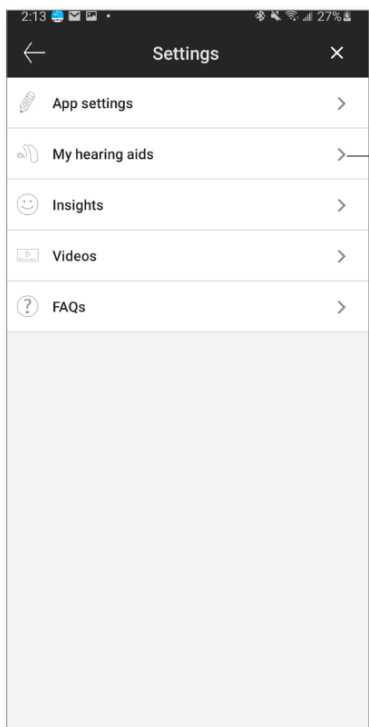 2:13 27%
Settings
App settings
My hearing aids
Insights
Videos
FAQs